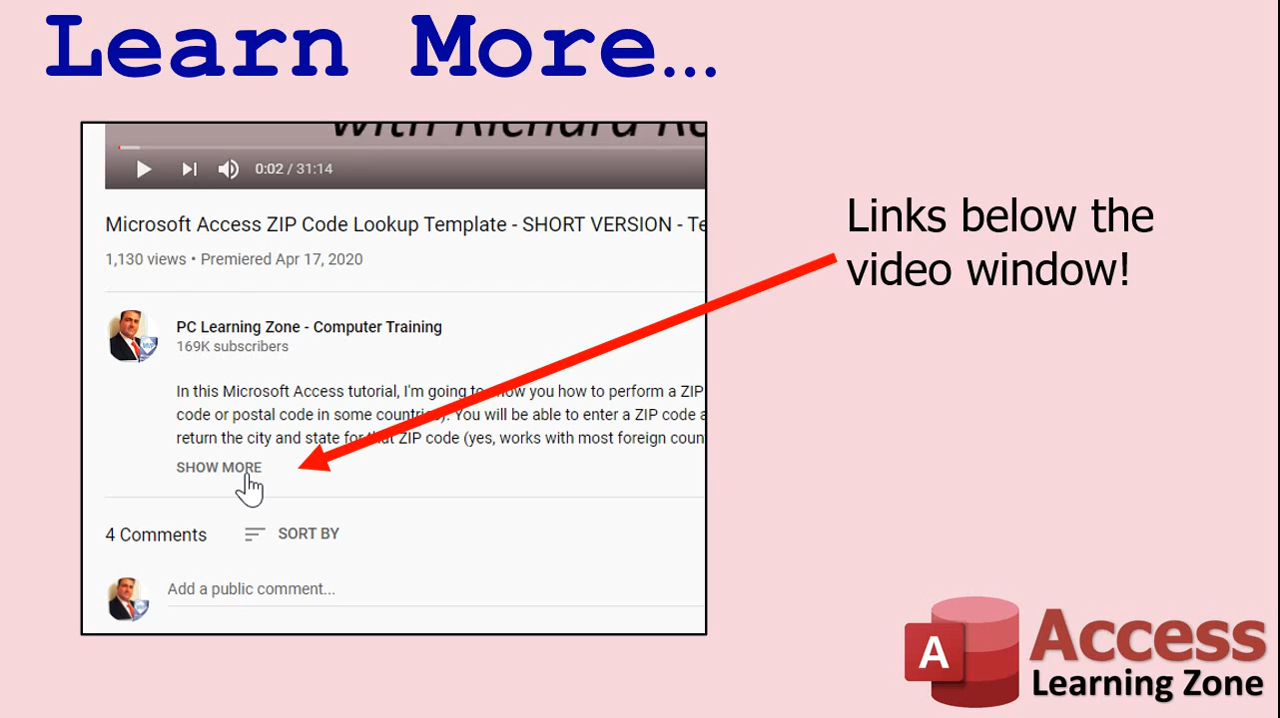 Learn More...
with Richard
0:02 / 31:14
Microsoft Access ZIP Code Lookup Template - SHORT VERSION - Te
1,130 views • Premiered Apr 17, 2020
PC Learning Zone - Computer Training
169K subscribers
In this Microsoft Access tutorial, I'm going to show you how to perform a ZIP
code or postal code in some countries). You will be able to enter a ZIP code a
return the city and state for that ZIP code (yes, works with most foreign coun
SHOW MORE
4 Comments
SORT BY
Add a public comment...
Links below the
video window!
A
Access
Learning Zone